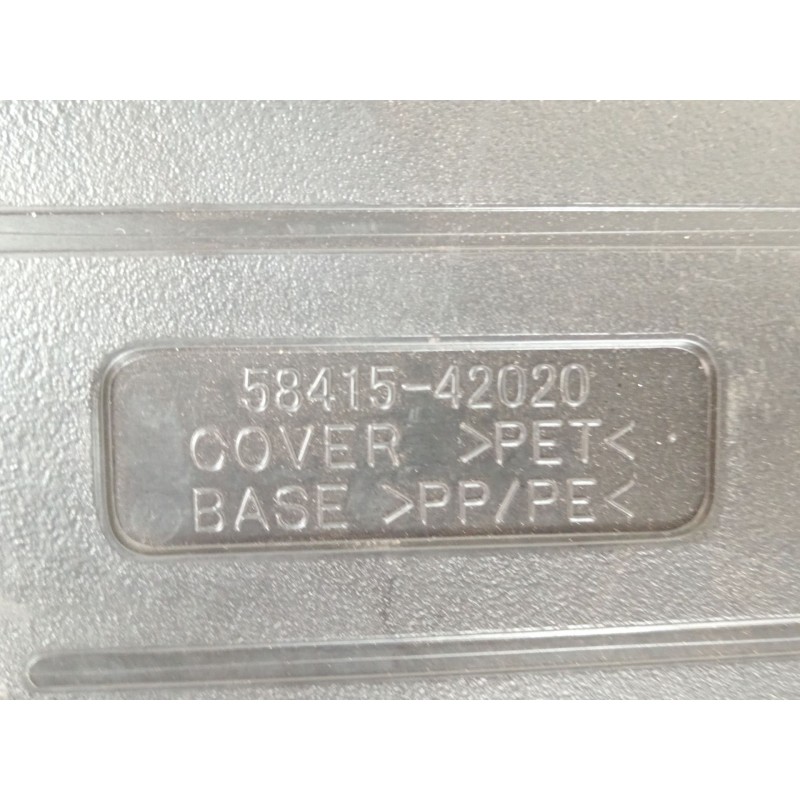 58415-42020
COVER >PET<
BASE >PP/PE<